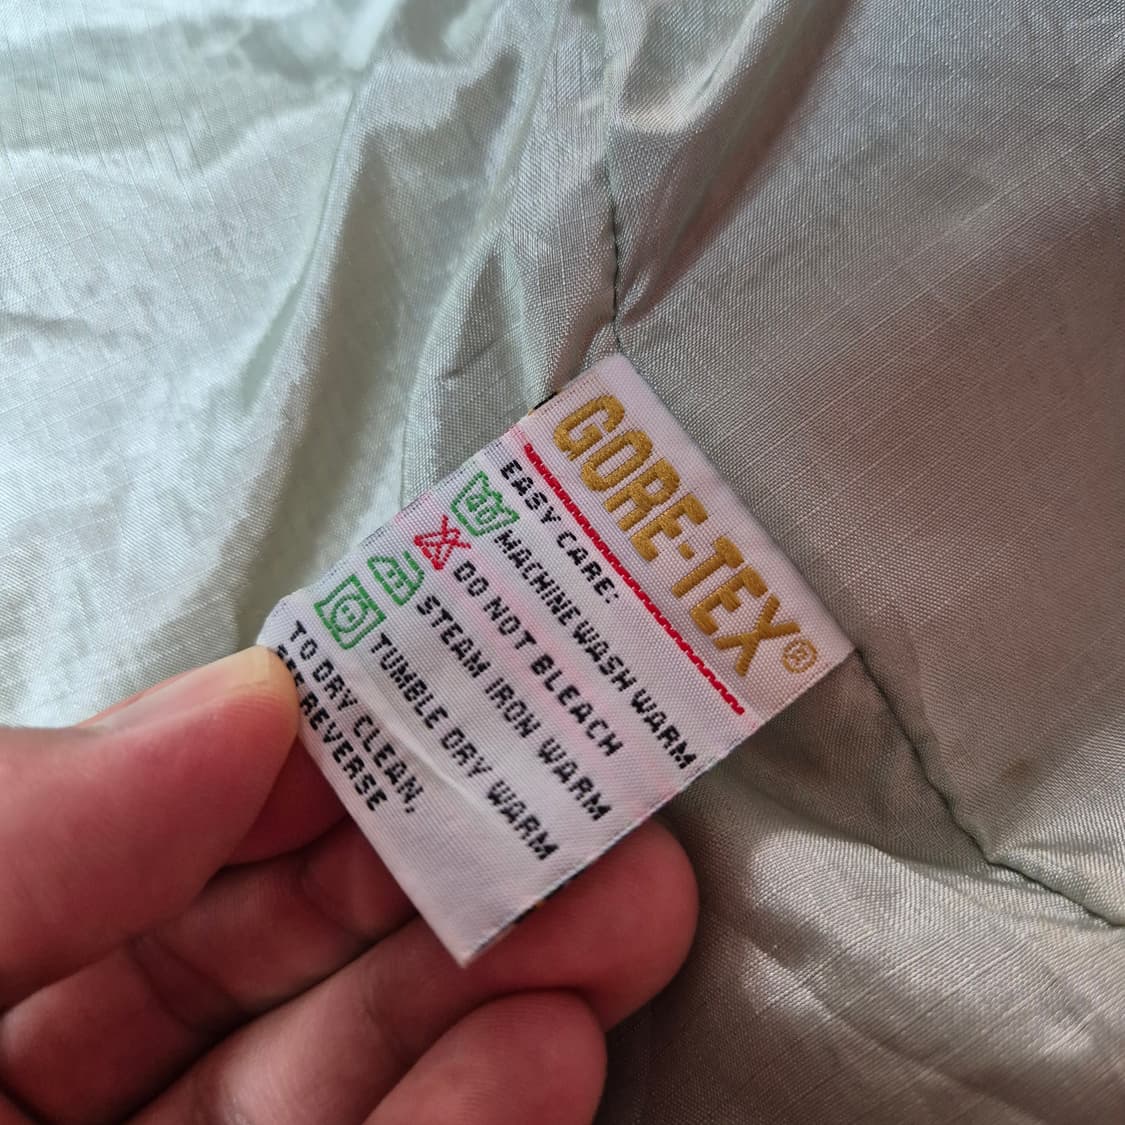 GORE-TEX®
EASY CARE:
MACHINE WASH WARM
DO NOT BLEACH
STEAM IRON WARM
TUMBLE DRY WARM
TO DRY CLEAN,
SEE REVERSE